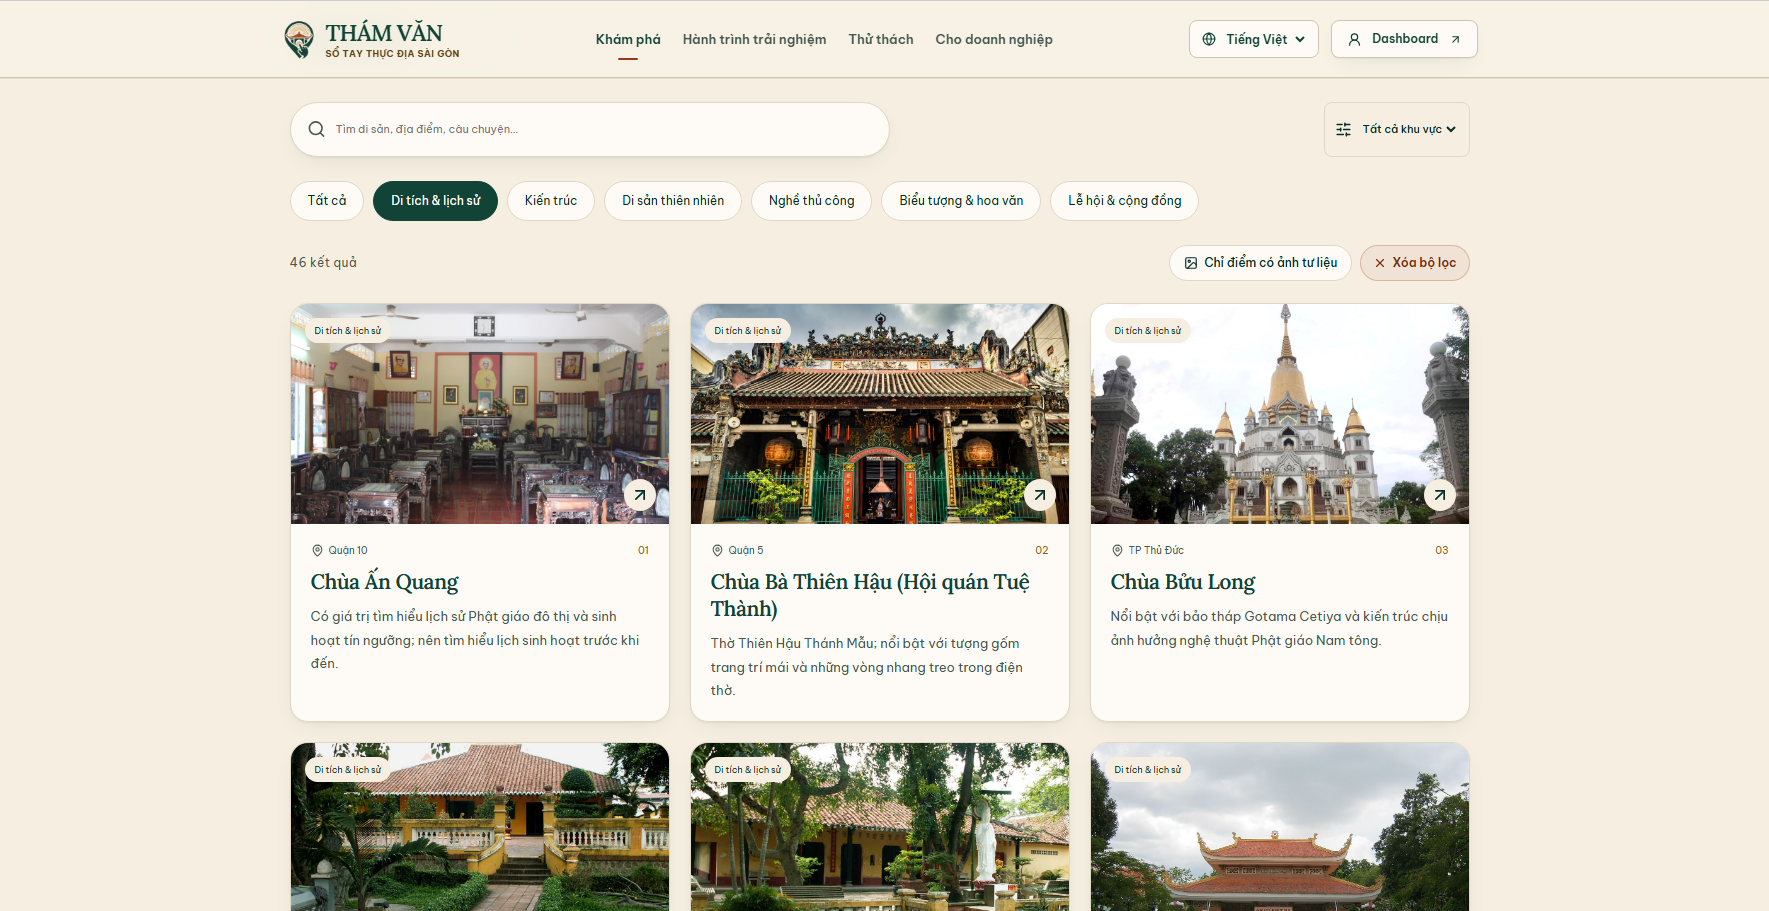 THÁM VĂN
SỔ TAY THỰC ĐỊA SÀI GÒN
Khám phá
Hành trình trải nghiệm
Thử thách
Cho doanh nghiệp
Tiếng Việt
Dashboard
Tìm di sản, địa điểm, câu chuyện...
Tất cả khu vực
Tất cả
Di tích & lịch sử
Kiến trúc
Di sản thiên nhiên
Nghề thủ công
Biểu tượng & hoa văn
Lễ hội & cộng đồng
46 kết quả
Chỉ điểm có ảnh tư liệu
Xóa bộ lọc
Di tích & lịch sử
Quận 10
01
Chùa Ấn Quang
Có giá trị tìm hiểu lịch sử Phật giáo đô thị và sinh
hoạt tín ngưỡng; nên tìm hiểu lịch sinh hoạt trước khi
đến.
Di tích & lịch sử
Quận 5
02
Chùa Bà Thiên Hậu (Hội quán Tuệ
Thành)
Thờ Thiên Hậu Thánh Mẫu; nổi bật với tượng gốm
trang trí mái và những vòng nhang treo trong điện
thờ.
Di tích & lịch sử
TP Thủ Đức
03
Chùa Bửu Long
Nổi bật với bảo tháp Gotama Cetiya và kiến trúc chịu
ảnh hưởng nghệ thuật Phật giáo Nam tông.
Di tích & lịch sử
Di tích & lịch sử
Di tích & lịch sử